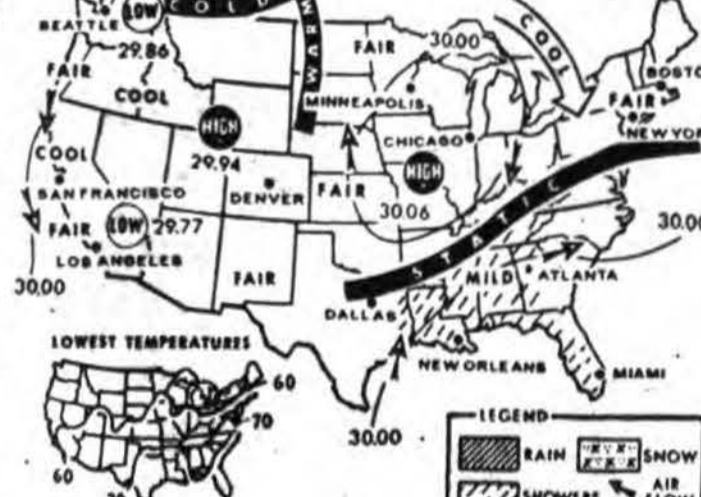 LOW
COLD
WARM
COOL
SEATTLE
29.86
FAIR
COOL
FAIR
30.00
MINNEAPOLIS
BOSTO
FAIR
NEW YOR
HIGH
29.94
CHICAGO
HIGH
COOL
SAN FRANCISCO
DENVER
FAIR
30.06
STATIC
FAIR
LOW
29.77
LOS ANGELES
30.00
30.00
FAIR
MILD
ATLANTA
DALLAS
LOWEST TEMPERATURES
NEW ORLEANS
MIAMI
60
70
60
30.00
LEGEND
RAIN
SNOW
SHOWERS
AIR
FLOW